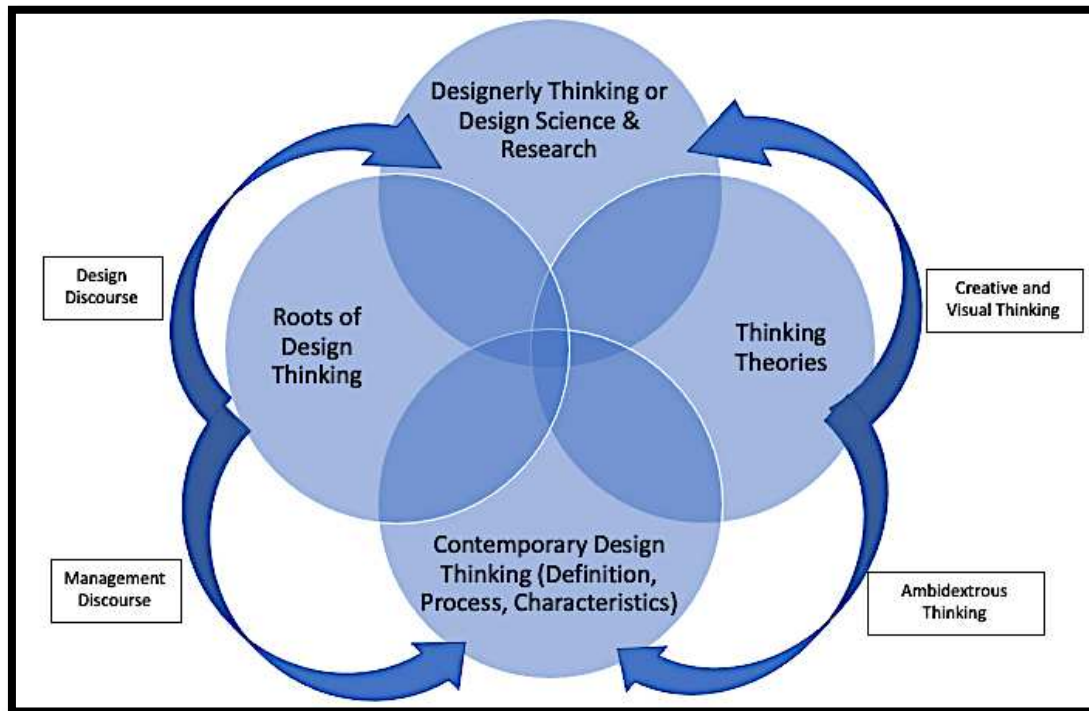 Designerly Thinking or
Design Science &
Research
Design
Discourse
Roots of
Design
Thinking
Thinking
Theories
Creative and
Visual Thinking
Management
Discourse
Contemporary Design
Thinking (Definition,
Process, Characteristics)
Ambidextrous
Thinking